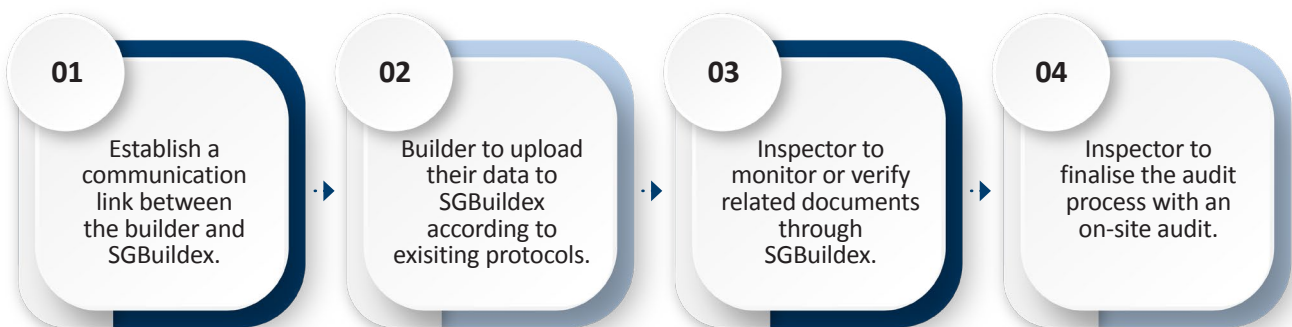 01
Establish a
communication
link between
the builder and
SGBuildex.
02
Builder to upload
their data to
SGBuildex
according to
exisiting protocols.
03
Inspector to
monitor or verify
related documents
through
SGBuildex.
04
Inspector to
finalise the audit
process with an
on-site audit.